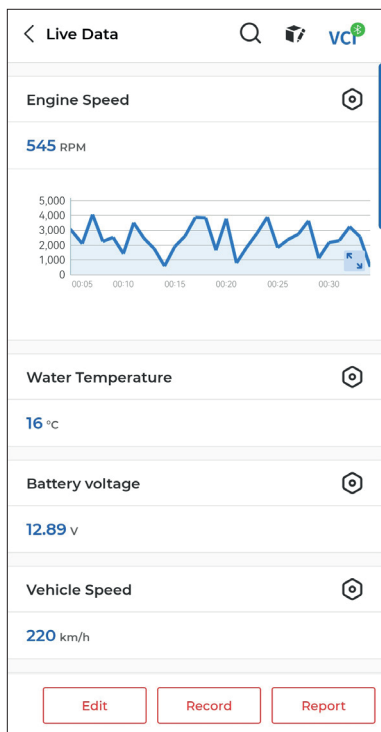 Live Data
VCI
Engine Speed
545 RPM
5,000
4,000
3,000
2,000
1,000
0
00:05 00:10 00:15 00:20 00:25 00:30
Water Temperature
16 °C
Battery voltage
12.89 V
Vehicle Speed
220 km/h
Edit Record Report